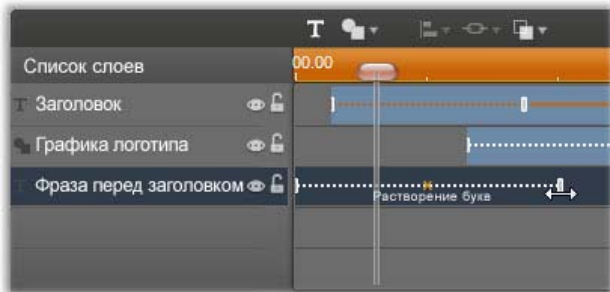 T
Список слоев
00.00
Заголовок
Графика логотипа
Фраза перед заголовком
Растворение букв